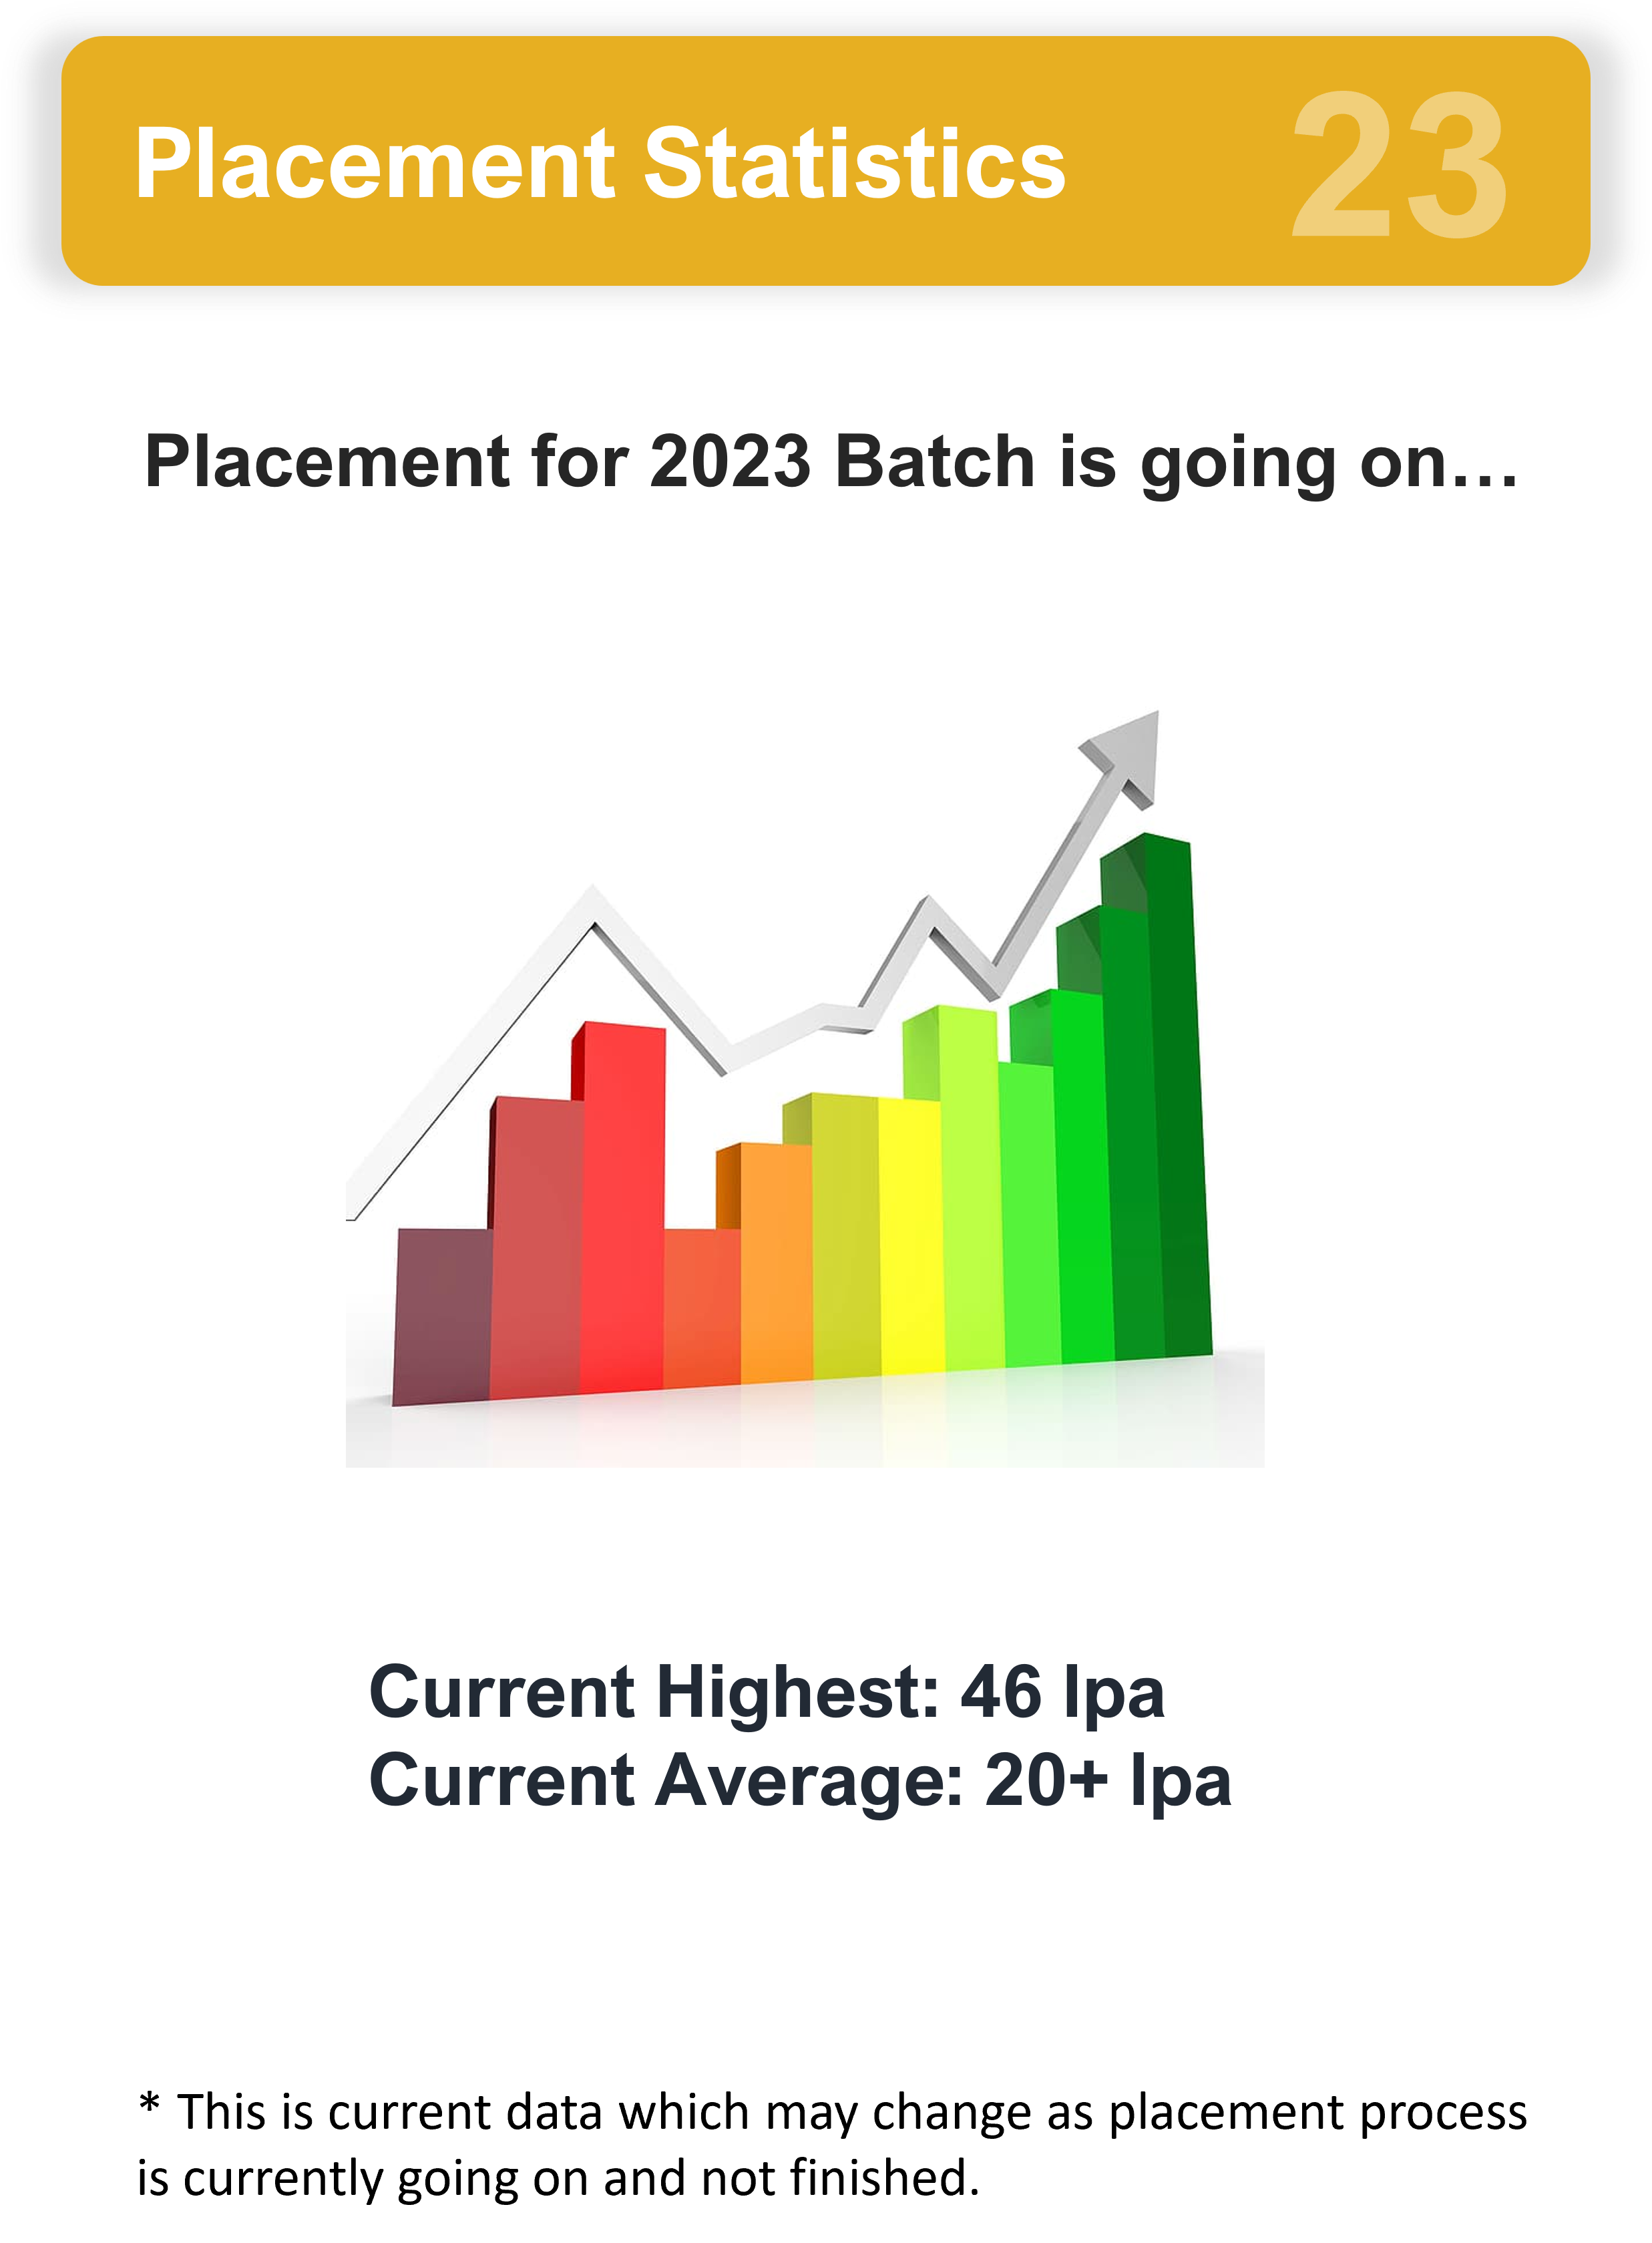 Placement Statistics 23
Placement for 2023 Batch is going on…
Current Highest: 46 lpa
Current Average: 20+ lpa
* This is current data which may change as placement process
is currently going on and not finished.